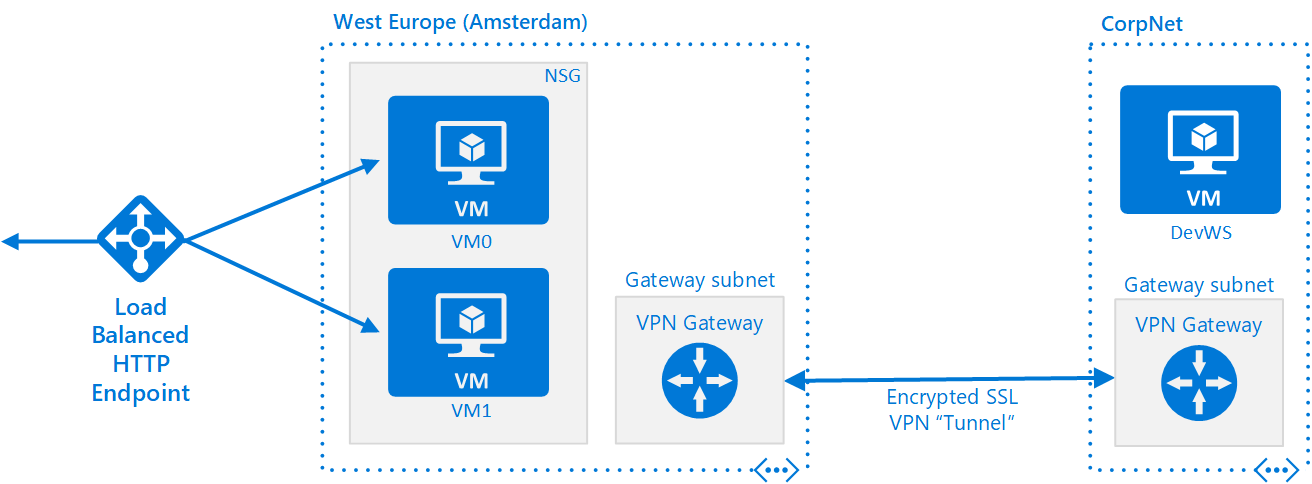 West Europe (Amsterdam)
CorpNet
NSG
VM
VM0
VM
VM1
Load
Balanced
HTTP
Endpoint
Gateway subnet
VPN Gateway
Encrypted SSL
VPN “Tunnel”
VM
DevWS
Gateway subnet
VPN Gateway